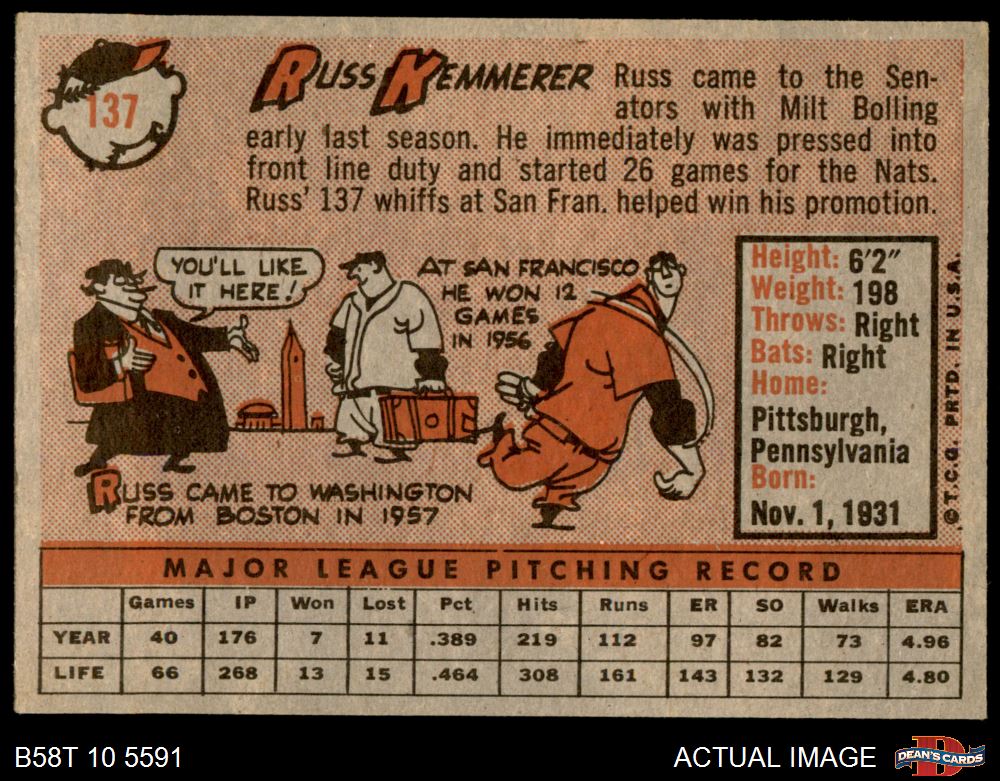 137
RUSS KEMMERER Russ came to the Sen-
ators with Milt Bolling
early last season. He immediately was pressed into
front line duty and started 26 games for the Nats.
Russ' 137 whiffs at San Fran. helped win his promotion.
YOU'LL LIKE
IT HERE!
AT SAN FRANCISCO
HE WON 12
GAMES
IN 1956
RUSS CAME TO WASHINGTON
FROM BOSTON IN 1957
Height: 6'2"
Weight: 198
Throws: Right
Bats: Right
Home:
Pittsburgh,
Pennsylvania
Born:
Nov. 1, 1931
© T.C.G. PRTD. IN U.S.A.
MAJOR LEAGUE PITCHING RECORD
Games IP Won Lost Pct. Hits Runs ER SO Walks ERA
YEAR 40 176 7 11 .389 219 112 97 82 73 4.96
LIFE 66 268 13 15 .464 308 161 143 132 129 4.80
B58T 10 5591
ACTUAL IMAGE
D
DEAN'S CARDS